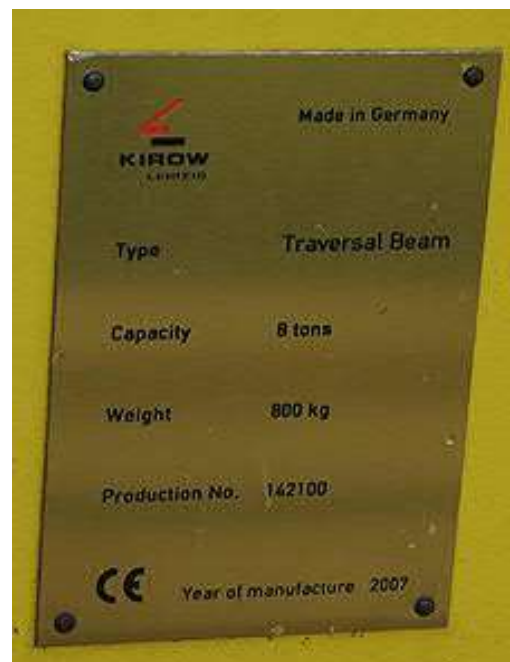 Made in Germany
KIROW
LEIPZIG
Type Traversal Beam
Capacity 8 tons
Weight 800 kg
Production No. 142100
CE Year of manufacture 2007